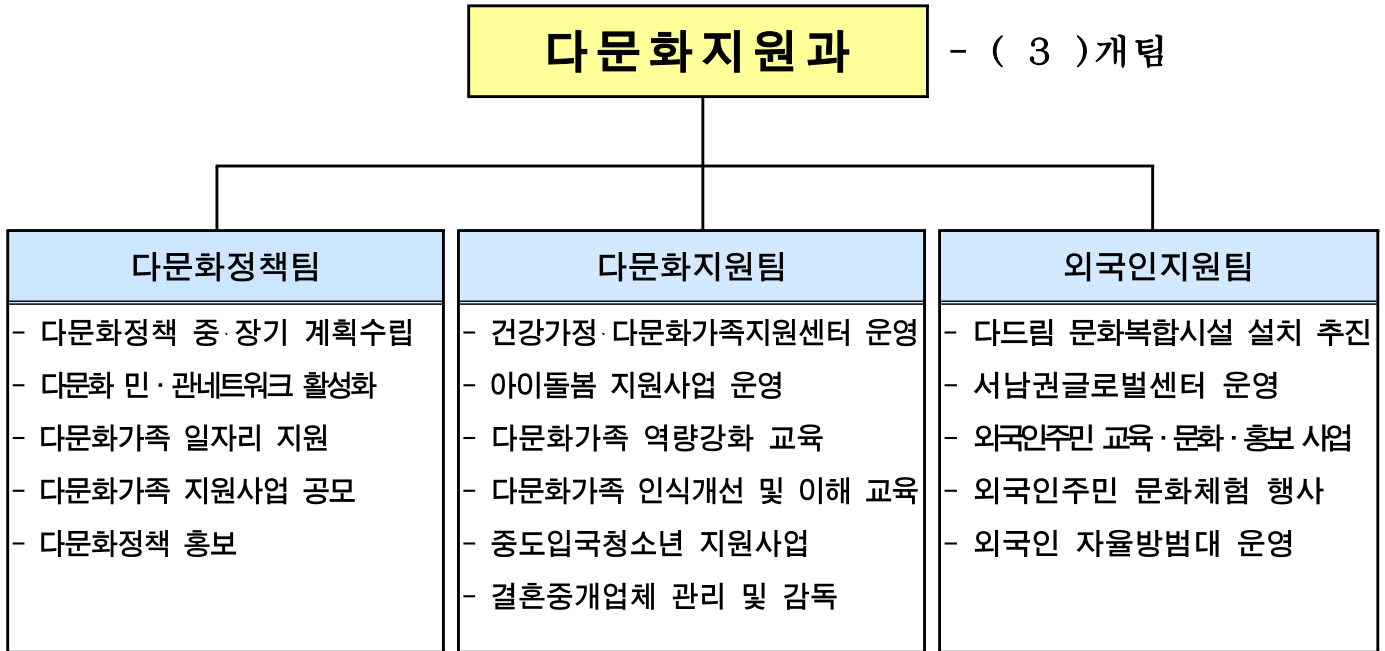 다문화지원과 - ( 3 )개팀
다문화정책팀
- 다문화정책 중·장기 계획수립
- 다문화 민·관네트워크 활성화
- 다문화가족 일자리 지원
- 다문화가족 지원사업 공모
- 다문화정책 홍보
다문화지원팀
- 건강가정·다문화가족지원센터 운영
- 아이돌봄 지원사업 운영
- 다문화가족 역량강화 교육
- 다문화가족 인식개선 및 이해 교육
- 중도입국청소년 지원사업
- 결혼중개업체 관리 및 감독
외국인지원팀
- 다드림 문화복합시설 설치 추진
- 서남권글로벌센터 운영
- 외국인주민 교육·문화·홍보 사업
- 외국인주민 문화체험 행사
- 외국인 자율방범대 운영